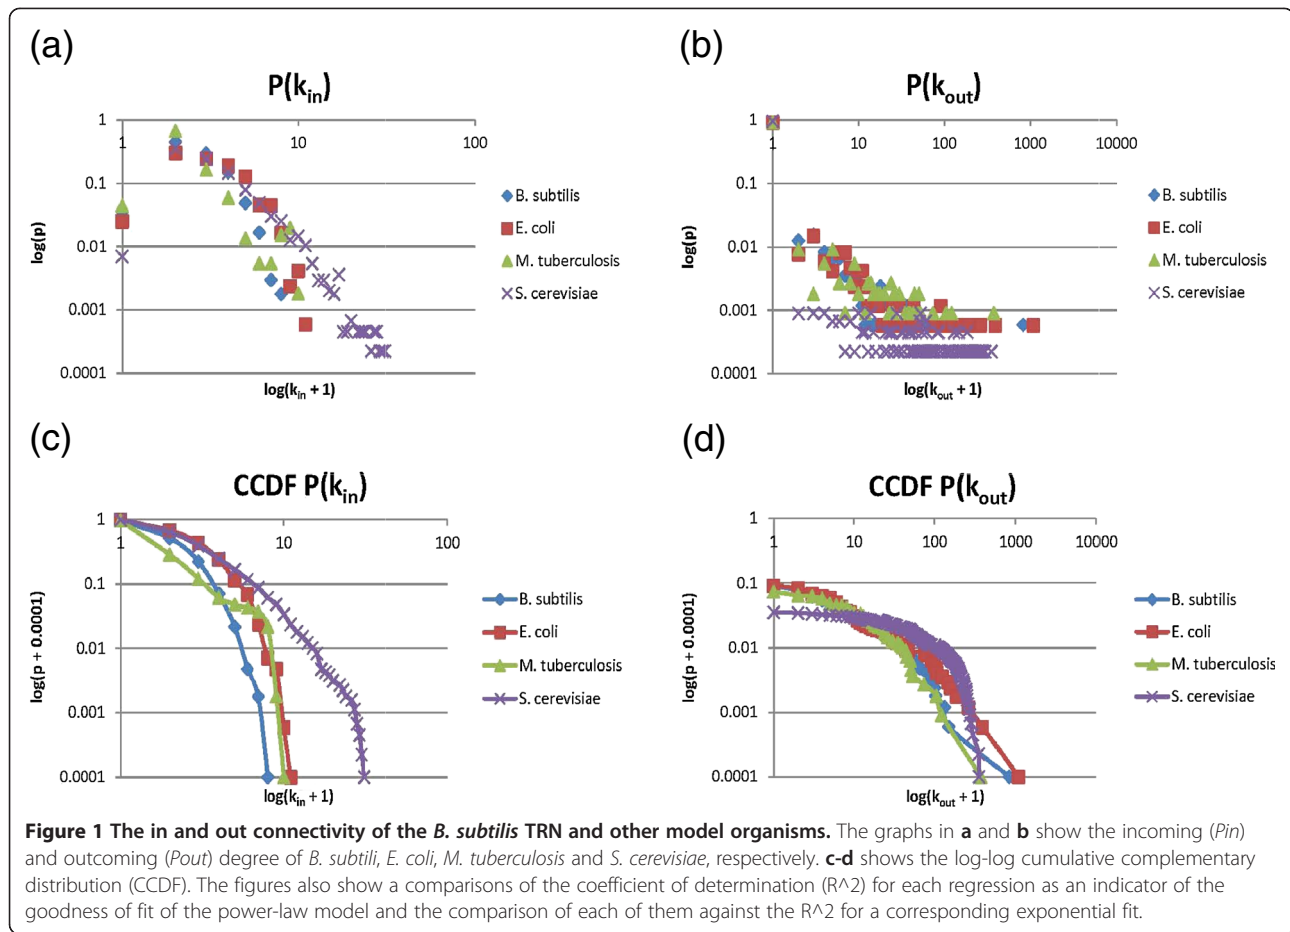 (a)
P(kin)
1
1
10
100
0.1
0.01
0.001
0.0001
log(p)
log(kin + 1)
B. subtilis
E. coli
M. tuberculosis
S. cerevisiae
(b)
P(kout)
1
1
10
100
1000
10000
0.1
0.01
0.001
0.0001
log(p)
log(kout + 1)
B. subtilis
E. coli
M. tuberculosis
S. cerevisiae
(c)
CCDF P(kin)
1
1
10
100
0.1
0.01
0.001
0.0001
log(p + 0.0001)
log(kin + 1)
B. subtilis
E. coli
M. tuberculosis
S. cerevisiae
(d)
CCDF P(kout)
1
1
10
100
1000
10000
0.1
0.01
0.001
0.0001
log(p + 0.0001)
log(kout + 1)
B. subtilis
E. coli
M. tuberculosis
S. cerevisiae
Figure 1 The in and out connectivity of the B. subtilis TRN and other model organisms. The graphs in a and b show the incoming (Pin)
and outcoming (Pout) degree of B. subtili, E. coli, M. tuberculosis and S. cerevisiae, respectively. c-d shows the log-log cumulative complementary
distribution (CCDF). The figures also show a comparisons of the coefficient of determination (R^2) for each regression as an indicator of the
goodness of fit of the power-law model and the comparison of each of them against the R^2 for a corresponding exponential fit.